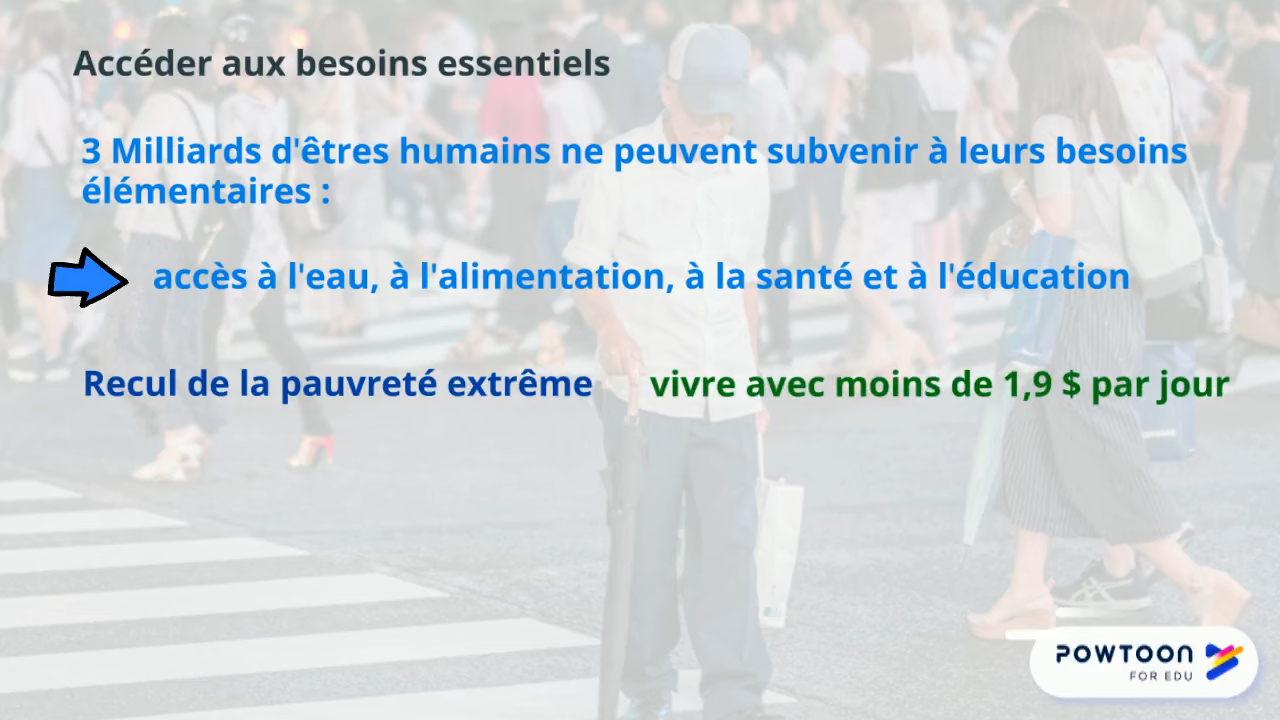 Accéder aux besoins essentiels
3 Milliards d'êtres humains ne peuvent subvenir à leurs besoins
élémentaires :
accès à l'eau, à l'alimentation, à la santé et à l'éducation
Recul de la pauvreté extrême vivre avec moins de 1,9 $ par jour
POWTOON
FOR EDU